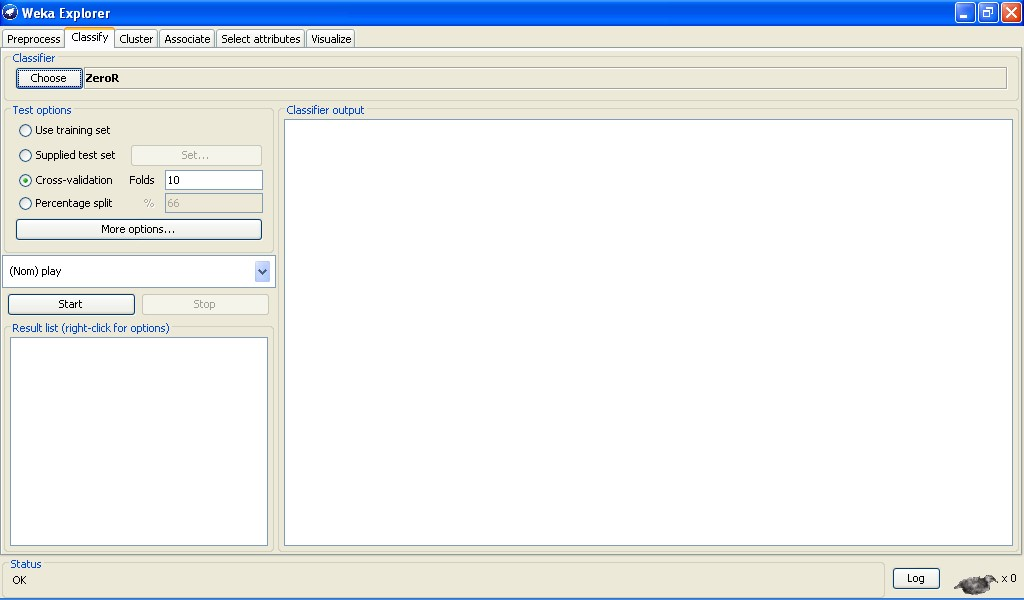 Weka Explorer
Preprocess Classify Cluster Associate Select attributes Visualize
Classifier
Choose ZeroR
Test options
Use training set
Supplied test set Set...
Cross-validation Folds 10
Percentage split % 66
More options...
(Nom) play
Start Stop
Result list (right-click for options)
Classifier output
Status
OK
Log x 0